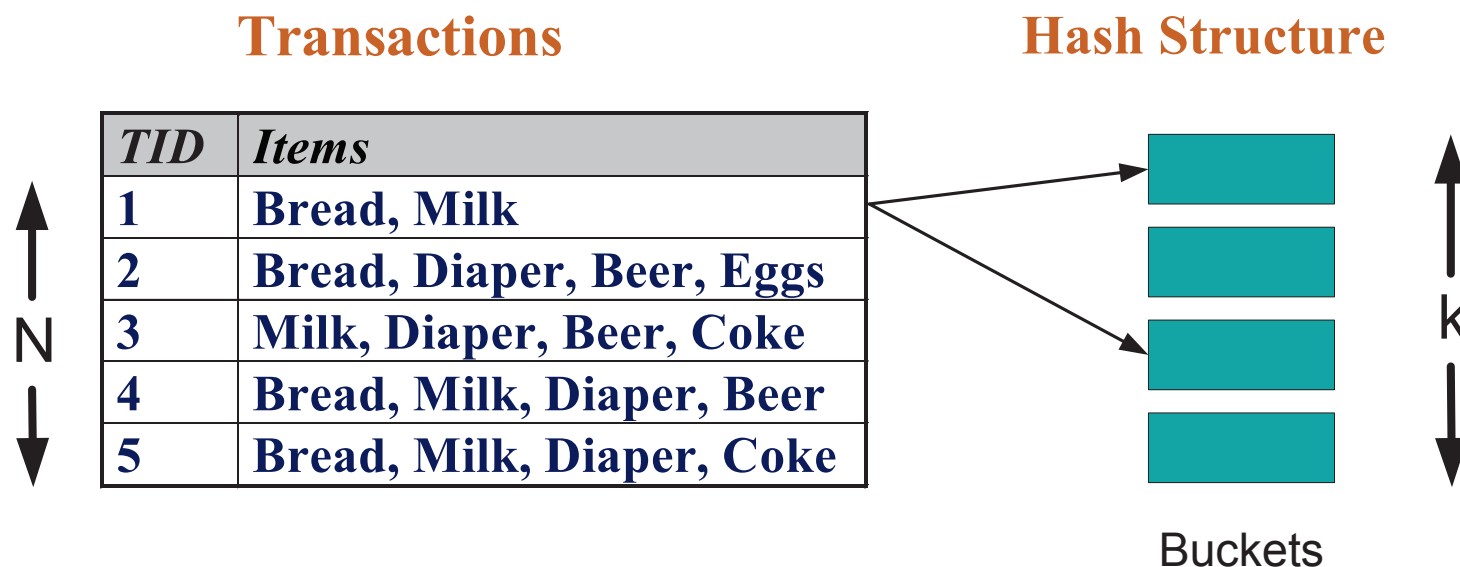 Transactions
Hash Structure
TID Items
1 Bread, Milk
2 Bread, Diaper, Beer, Eggs
3 Milk, Diaper, Beer, Coke
4 Bread, Milk, Diaper, Beer
5 Bread, Milk, Diaper, Coke
N
k
Buckets